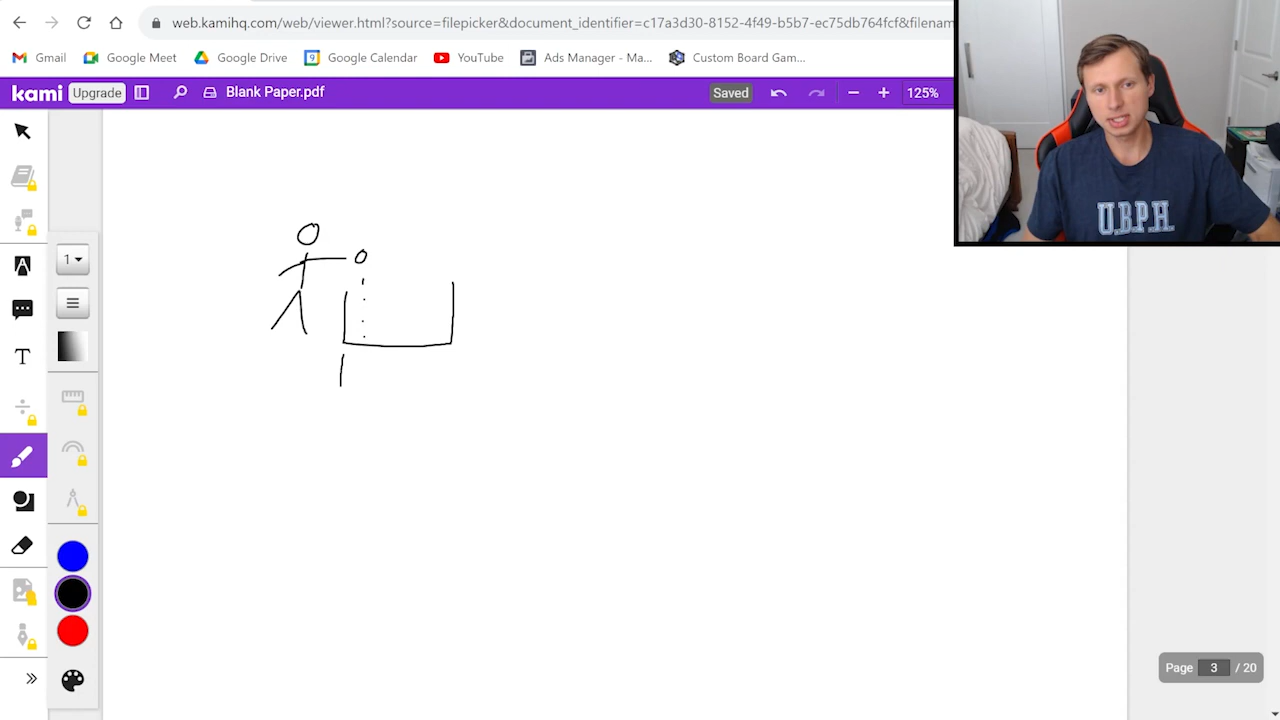 web.kamihq.com/web/viewer.html?source=filepicker&document_identifier=c17a3d30-8152-4f49-b5b7-ec75db764fcf&filenam
Gmail Google Meet Google Drive 9 Google Calendar YouTube Ads Manager - Ma... Custom Board Gam...
kami Upgrade Blank Paper.pdf Saved 125%
U.B.P.H.
1
T
Page 3 / 20